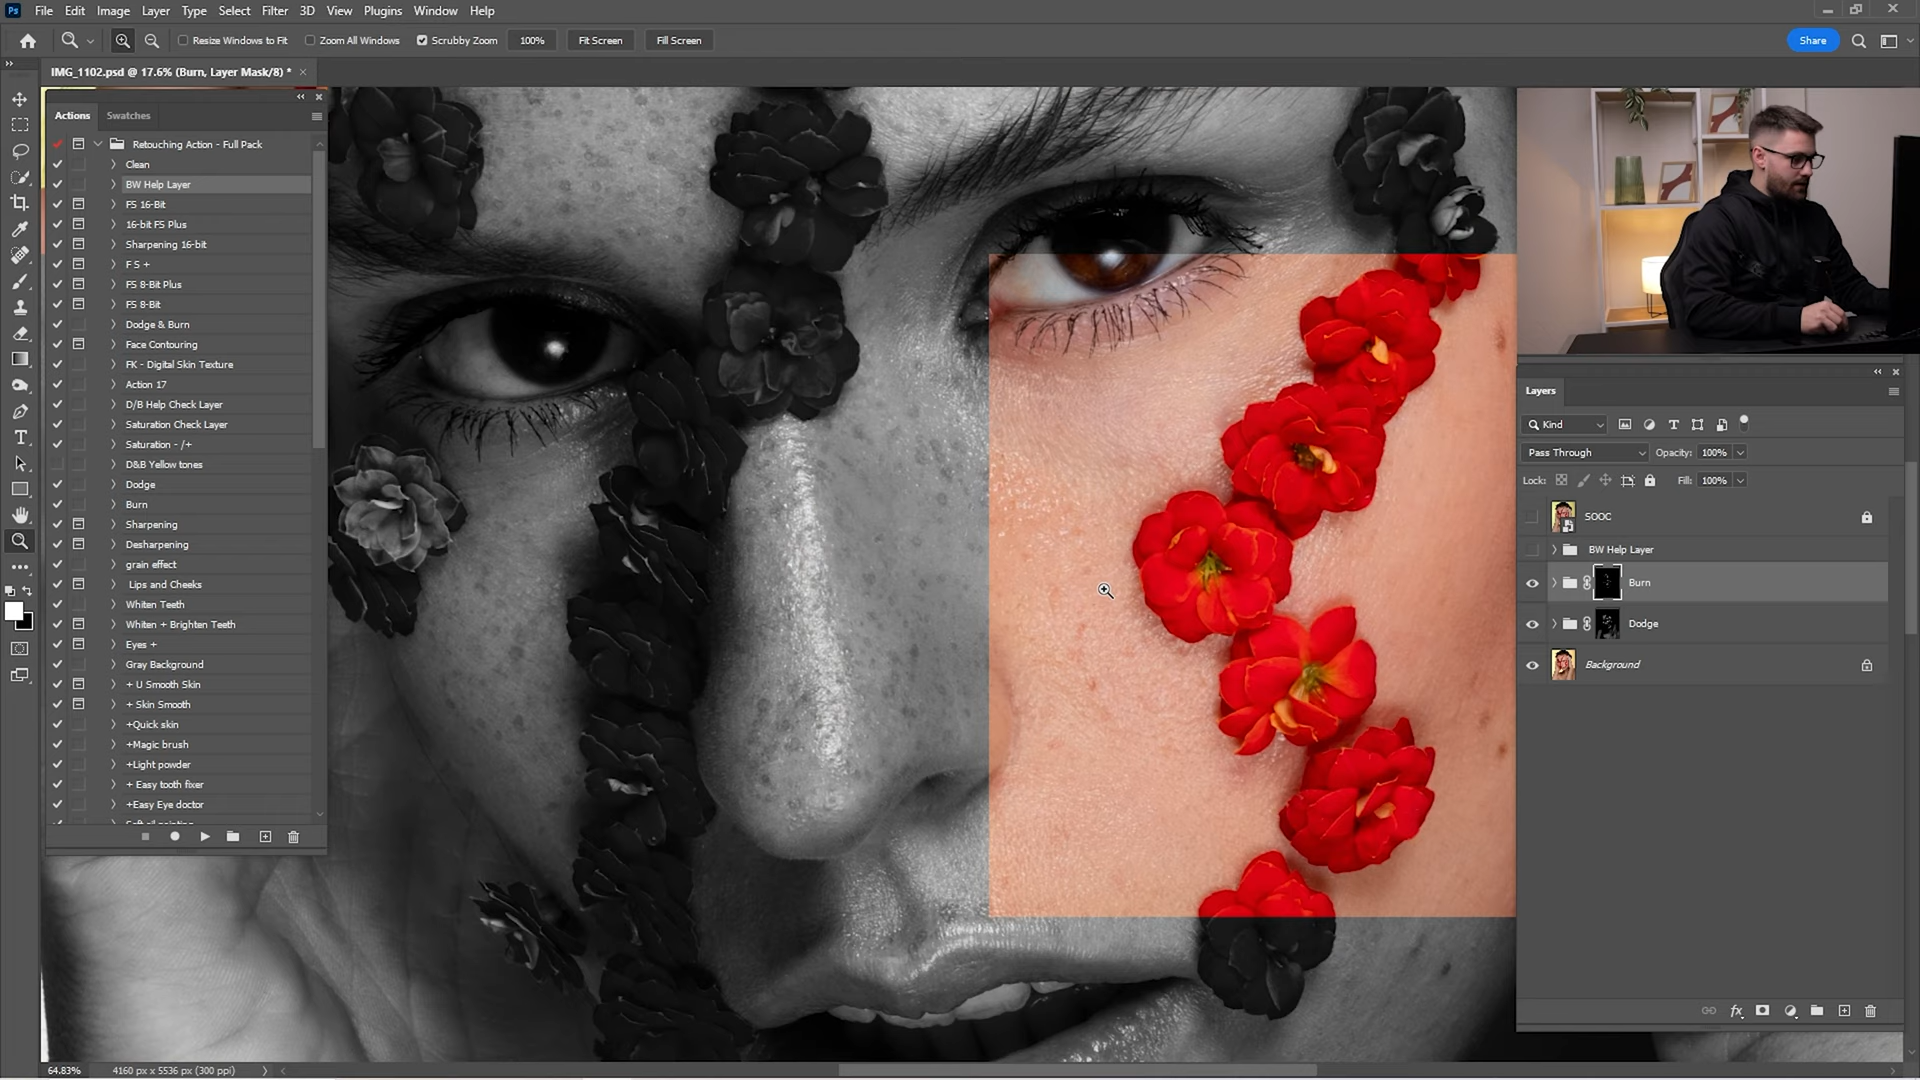 Ps File Edit Image Layer Type Select Filter 3D View Plugins Window Help
Resize Windows to Fit Zoom All Windows Scrubby Zoom 100% Fit Screen Fill Screen Share
IMG_1102.psd @ 17.6% (Burn, Layer Mask/8) *
Actions Swatches
Retouching Action - Full Pack
Clean
BW Help Layer
FS 16-Bit
16-bit FS Plus
Sharpening 16-bit
F S +
FS 8-Bit Plus
FS 8-Bit
Dodge & Burn
Face Contouring
FK - Digital Skin Texture
Action 17
D/B Help Check Layer
Saturation Check Layer
Saturation - /+
D&B Yellow tones
Dodge
Burn
Sharpening
Desharpening
grain effect
Lips and Cheeks
Whiten Teeth
Whiten + Brighten Teeth
Eyes +
Gray Background
+ U Smooth Skin
+ Skin Smooth
+Quick skin
+Magic brush
+Light powder
+ Easy tooth fixer
+Easy Eye doctor
Layers
Kind
Pass Through Opacity: 100%
Lock: Fill: 100%
SOOC
BW Help Layer
Burn
Dodge
Background
64.83% 4160 px x 5536 px (300 ppi)